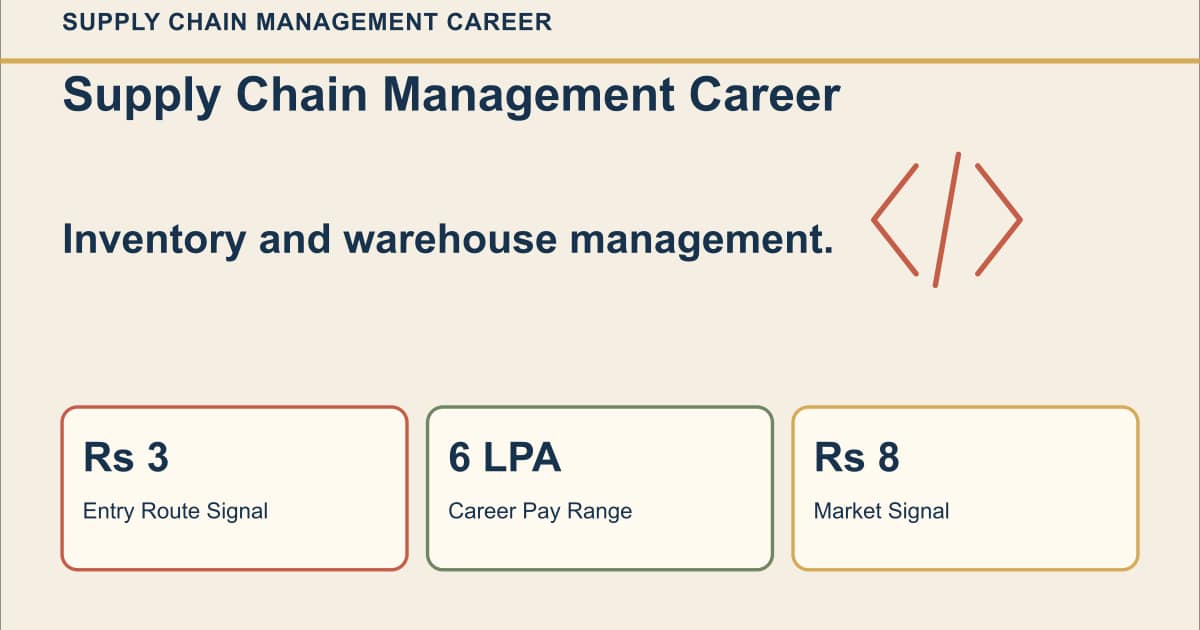 SUPPLY CHAIN MANAGEMENT CAREER
Supply Chain Management Career
Inventory and warehouse management.
Rs 3
Entry Route Signal
6 LPA
Career Pay Range
Rs 8
Market Signal